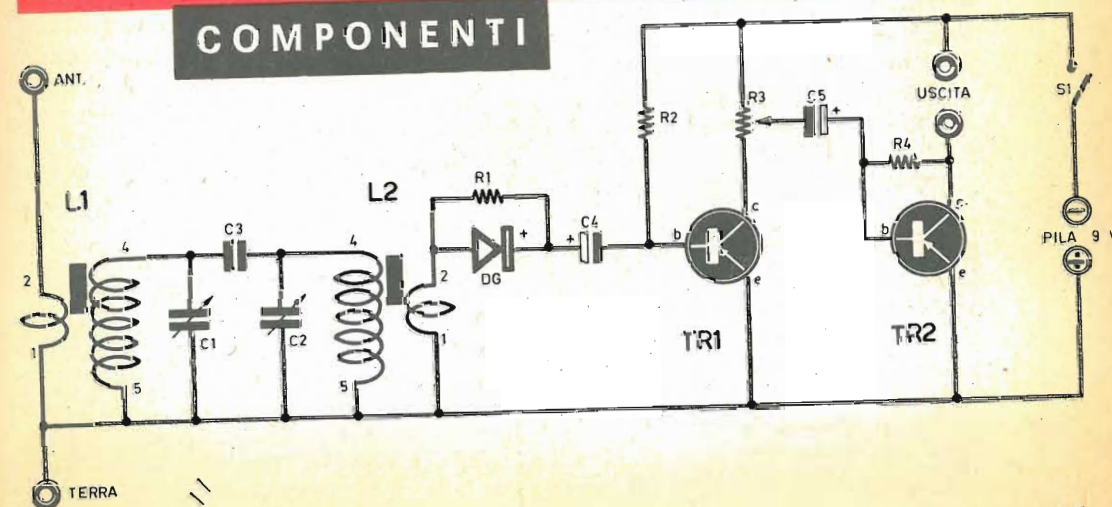 COMPONENTI
ANT.
L1
2
1
4
5
C3
C1
C2
L2
4
5
2
1
R1
DG
+
+
C4
R2
R3
C5
+
b
c
e
TR1
R4
USCITA
b
c
e
TR2
S1
PILA 9 V
TERRA